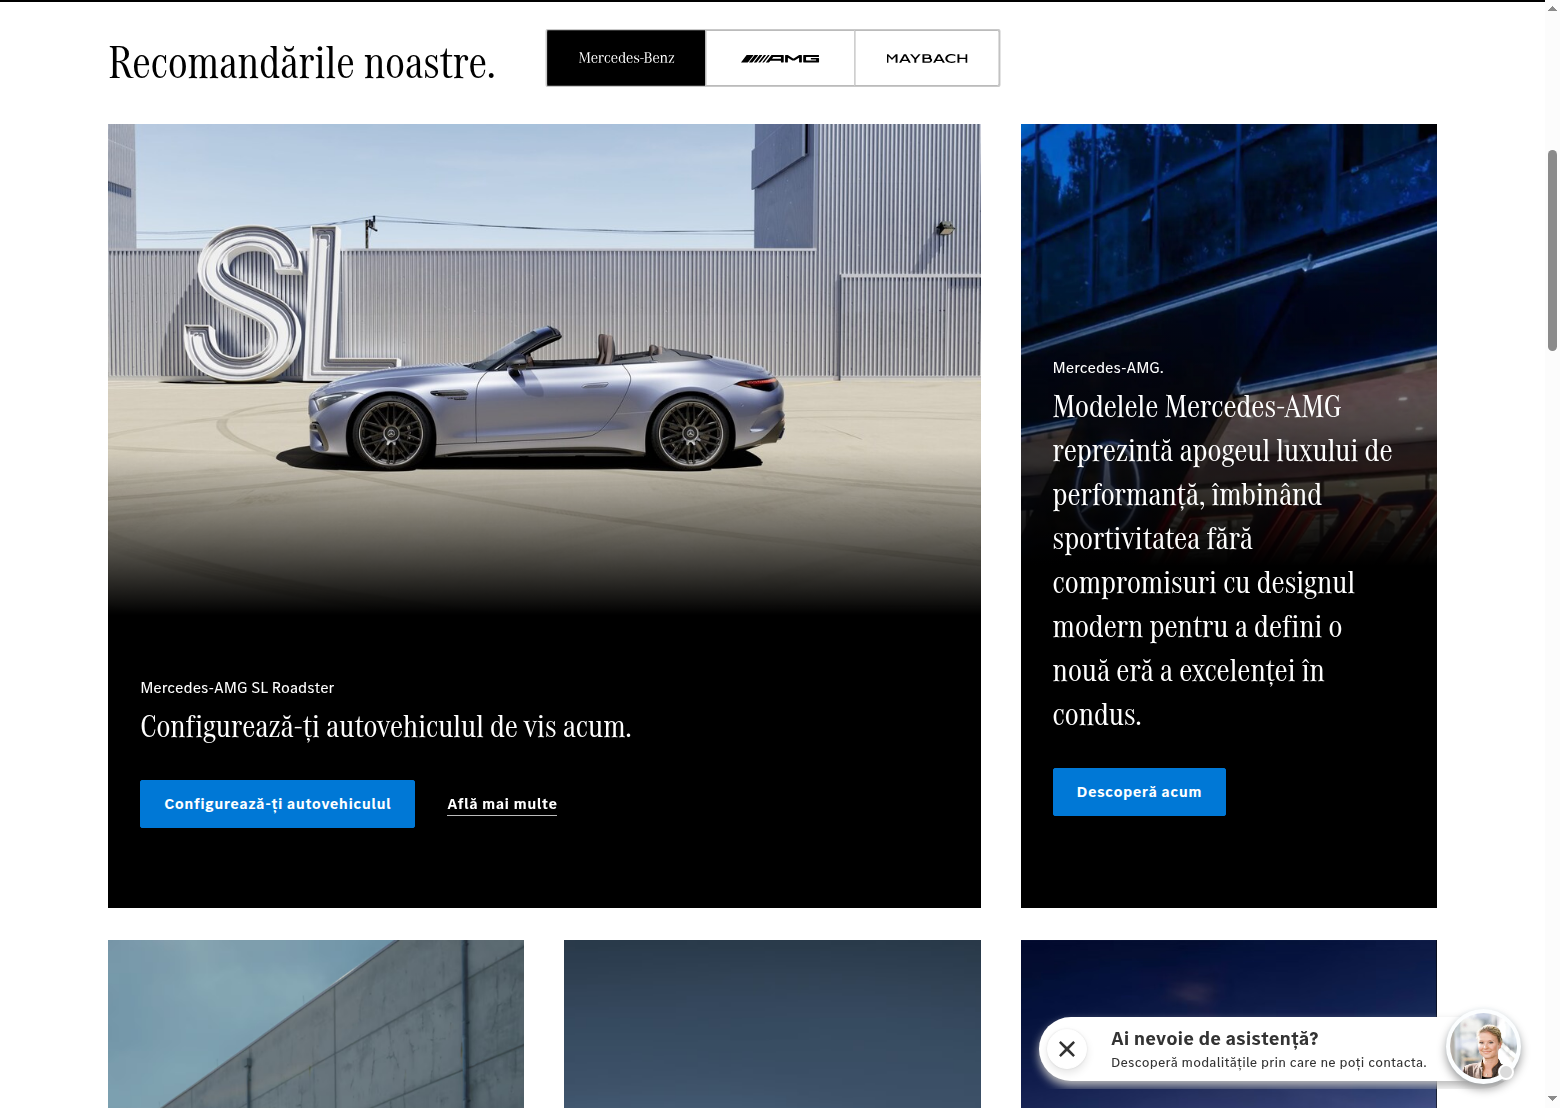 Recomandările noastre.
Mercedes-Benz
AMG
MAYBACH
SL
Mercedes-AMG SL Roadster
Configurează-ți autovehiculul de vis acum.
Configurează-ți autovehiculul
Află mai multe
Mercedes-AMG.
Modelele Mercedes-AMG
reprezintă apogeul luxului de
performanță, îmbinând
sportivitatea fără
compromisuri cu designul
modern pentru a defini o
nouă eră a excelenței în
condus.
Descoperă acum
Ai nevoie de asistență?
Descoperă modalitățile prin care ne poți contacta.